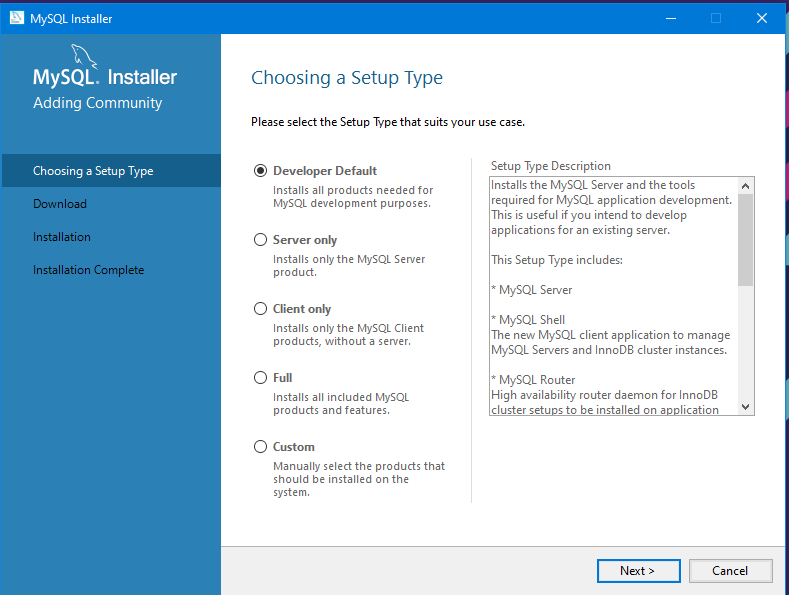 MySQL Installer
MySQL. Installer
Adding Community
Choosing a Setup Type
Download
Installation
Installation Complete
Choosing a Setup Type
Please select the Setup Type that suits your use case.
Developer Default
Installs all products needed for
MySQL development purposes.
Server only
Installs only the MySQL Server
product.
Client only
Installs only the MySQL Client
products, without a server.
Full
Installs all included MySQL
products and features.
Custom
Manually select the products that
should be installed on the
system.
Setup Type Description
Installs the MySQL Server and the tools
required for MySQL application development.
This is useful if you intend to develop
applications for an existing server.
This Setup Type includes:
* MySQL Server
* MySQL Shell
The new MySQL client application to manage
MySQL Servers and InnoDB cluster instances.
* MySQL Router
High availability router daemon for InnoDB
cluster setups to be installed on application
Next >
Cancel